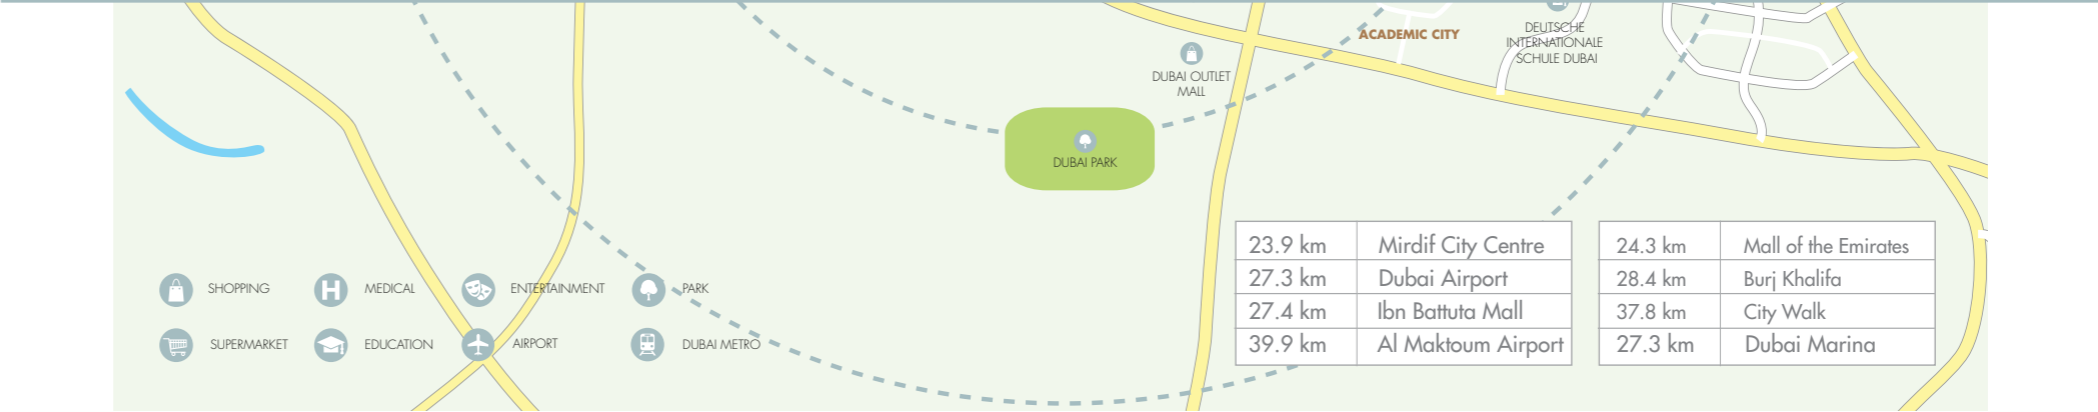 ACADEMIC CITY
DEUTSCHE
INTERNATIONALE
SCHULE DUBAI
DUBAI OUTLET
MALL
DUBAI PARK
23.9 km Mirdif City Centre
27.3 km Dubai Airport
27.4 km Ibn Battuta Mall
39.9 km Al Maktoum Airport
24.3 km Mall of the Emirates
28.4 km Burj Khalifa
37.8 km City Walk
27.3 km Dubai Marina
SHOPPING
H MEDICAL
ENTERTAINMENT
PARK
SUPERMARKET
EDUCATION
AIRPORT
DUBAI METRO